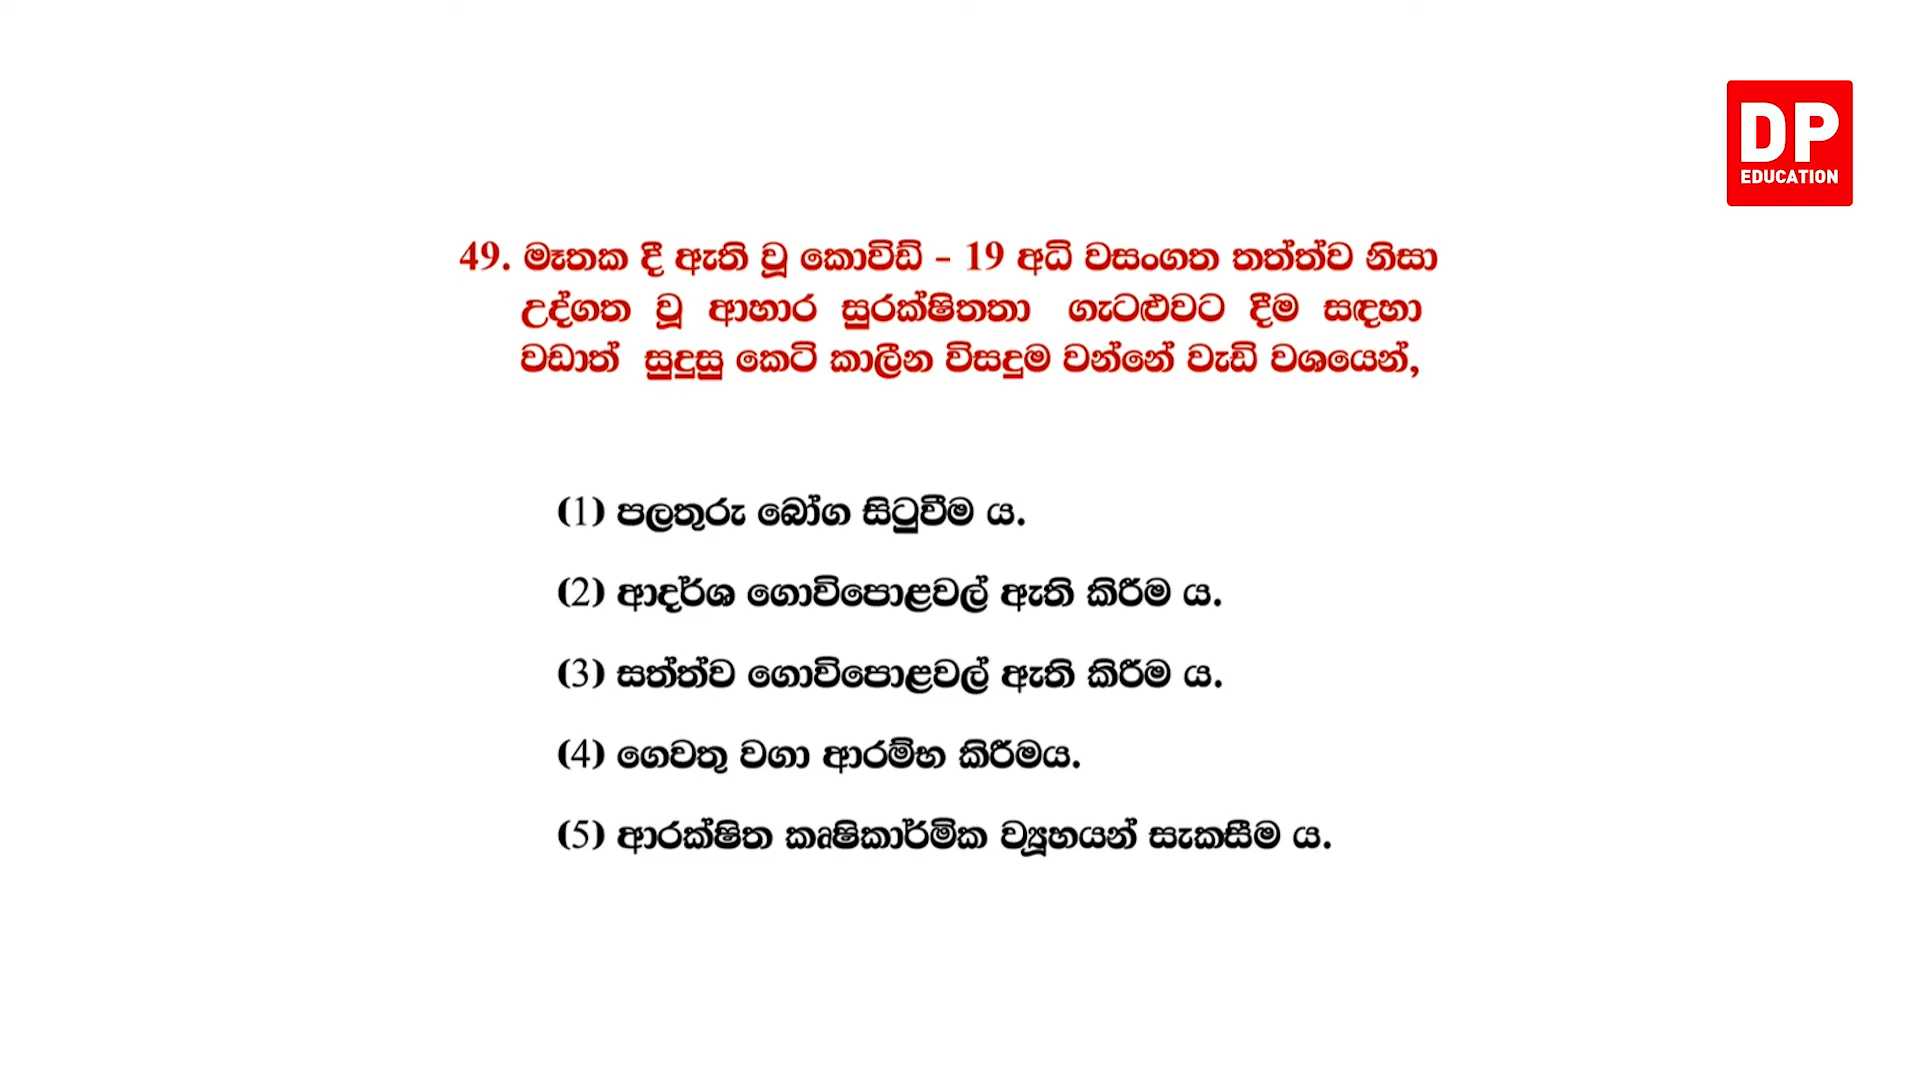 DP
EDUCATION
49. මෑතක දී ඇති වූ කොවිඩ් - 19 අධි වසංගත තත්ත්ව නිසා
උද්ගත වූ ආහාර සුරක්ෂිතතා ගැටළුවට දීම සඳහා
වඩාත් සුදුසු කෙටි කාලීන විසදුම වන්නේ වැඩි වශයෙන්,
(1) පලතුරු බෝග සිටුවීම ය.
(2) ආදර්ශ ගොවිපොළවල් ඇති කිරීම ය.
(3) සත්ත්ව ගොවිපොළවල් ඇති කිරීම ය.
(4) ගෙවතු වගා ආරම්භ කිරීමය.
(5) ආරක්ෂිත කෘෂිකාර්මික ව්‍යූහයන් සැකසීම ය.